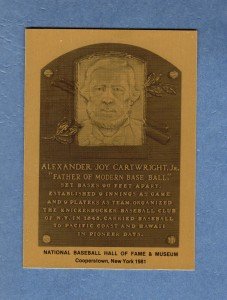 ALEXANDER JOY CARTWRIGHT, Jr.
"FATHER OF MODERN BASE BALL."
SET BASES 90 FEET APART.
ESTABLISHED 9 INNINGS AS GAME
AND 9 PLAYERS AS TEAM. ORGANIZED
THE KNICKERBOCKER BASEBALL CLUB
OF N.Y. IN 1845. CARRIED BASEBALL
TO PACIFIC COAST AND HAWAII
IN PIONEER DAYS.
NATIONAL BASEBALL HALL OF FAME & MUSEUM
Cooperstown, New York 1981